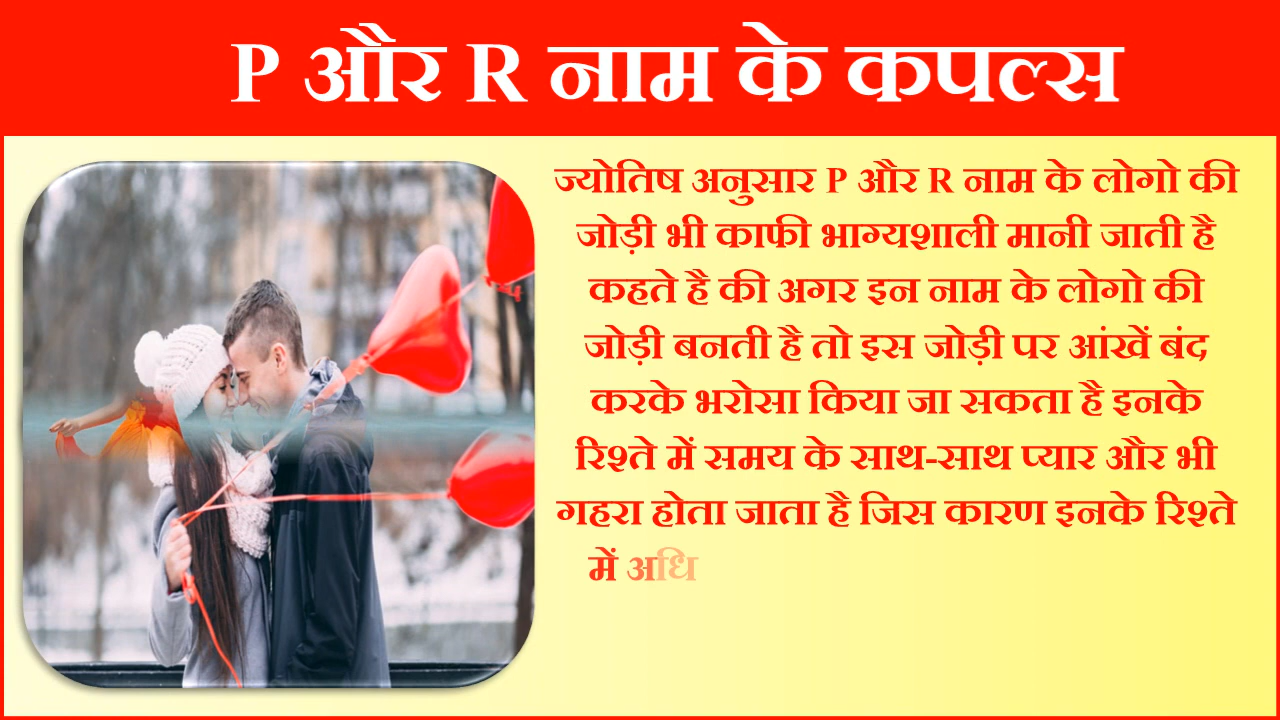 P और R नाम के कपल्स
ज्योतिष अनुसार P और R नाम के लोगो की
जोड़ी भी काफी भाग्यशाली मानी जाती है
कहते है की अगर इन नाम के लोगो की
जोड़ी बनती है तो इस जोड़ी पर आंखें बंद
करके भरोसा किया जा सकता है इनके
रिश्ते में समय के साथ-साथ प्यार और भी
गहरा होता जाता है जिस कारण इनके रिश्ते
में अधि